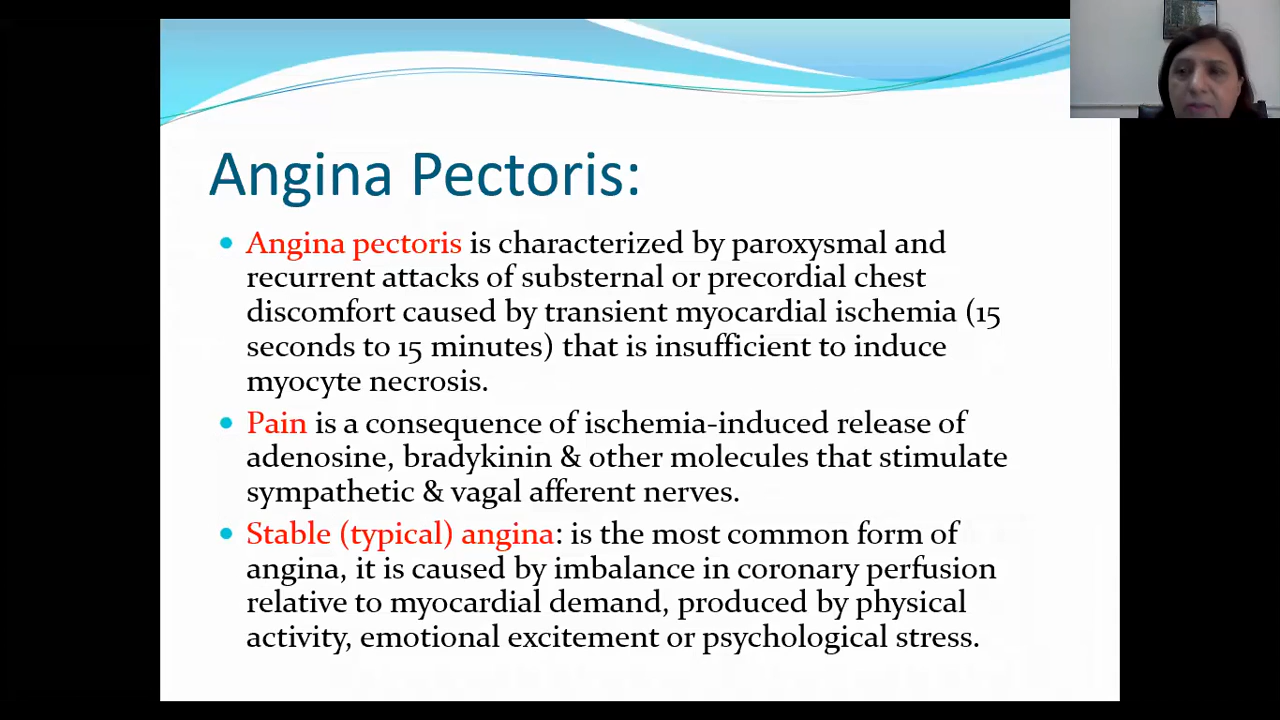 Angina Pectoris:
• Angina pectoris is characterized by paroxysmal and
recurrent attacks of substernal or precordial chest
discomfort caused by transient myocardial ischemia (15
seconds to 15 minutes) that is insufficient to induce
myocyte necrosis.
• Pain is a consequence of ischemia-induced release of
adenosine, bradykinin & other molecules that stimulate
sympathetic & vagal afferent nerves.
• Stable (typical) angina: is the most common form of
angina, it is caused by imbalance in coronary perfusion
relative to myocardial demand, produced by physical
activity, emotional excitement or psychological stress.